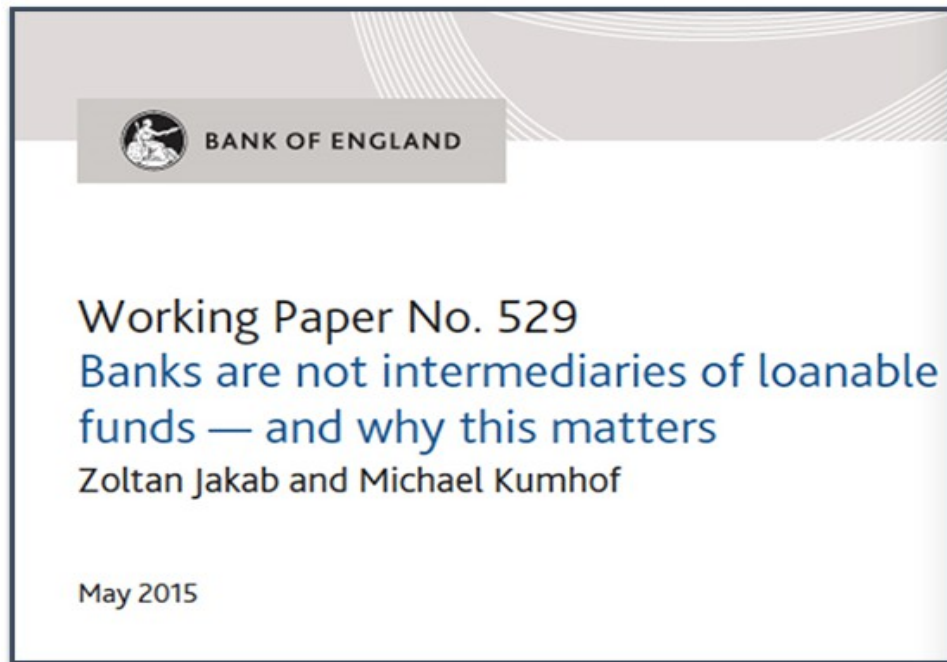 BANK OF ENGLAND
Working Paper No. 529
Banks are not intermediaries of loanable
funds — and why this matters
Zoltan Jakab and Michael Kumhof
May 2015